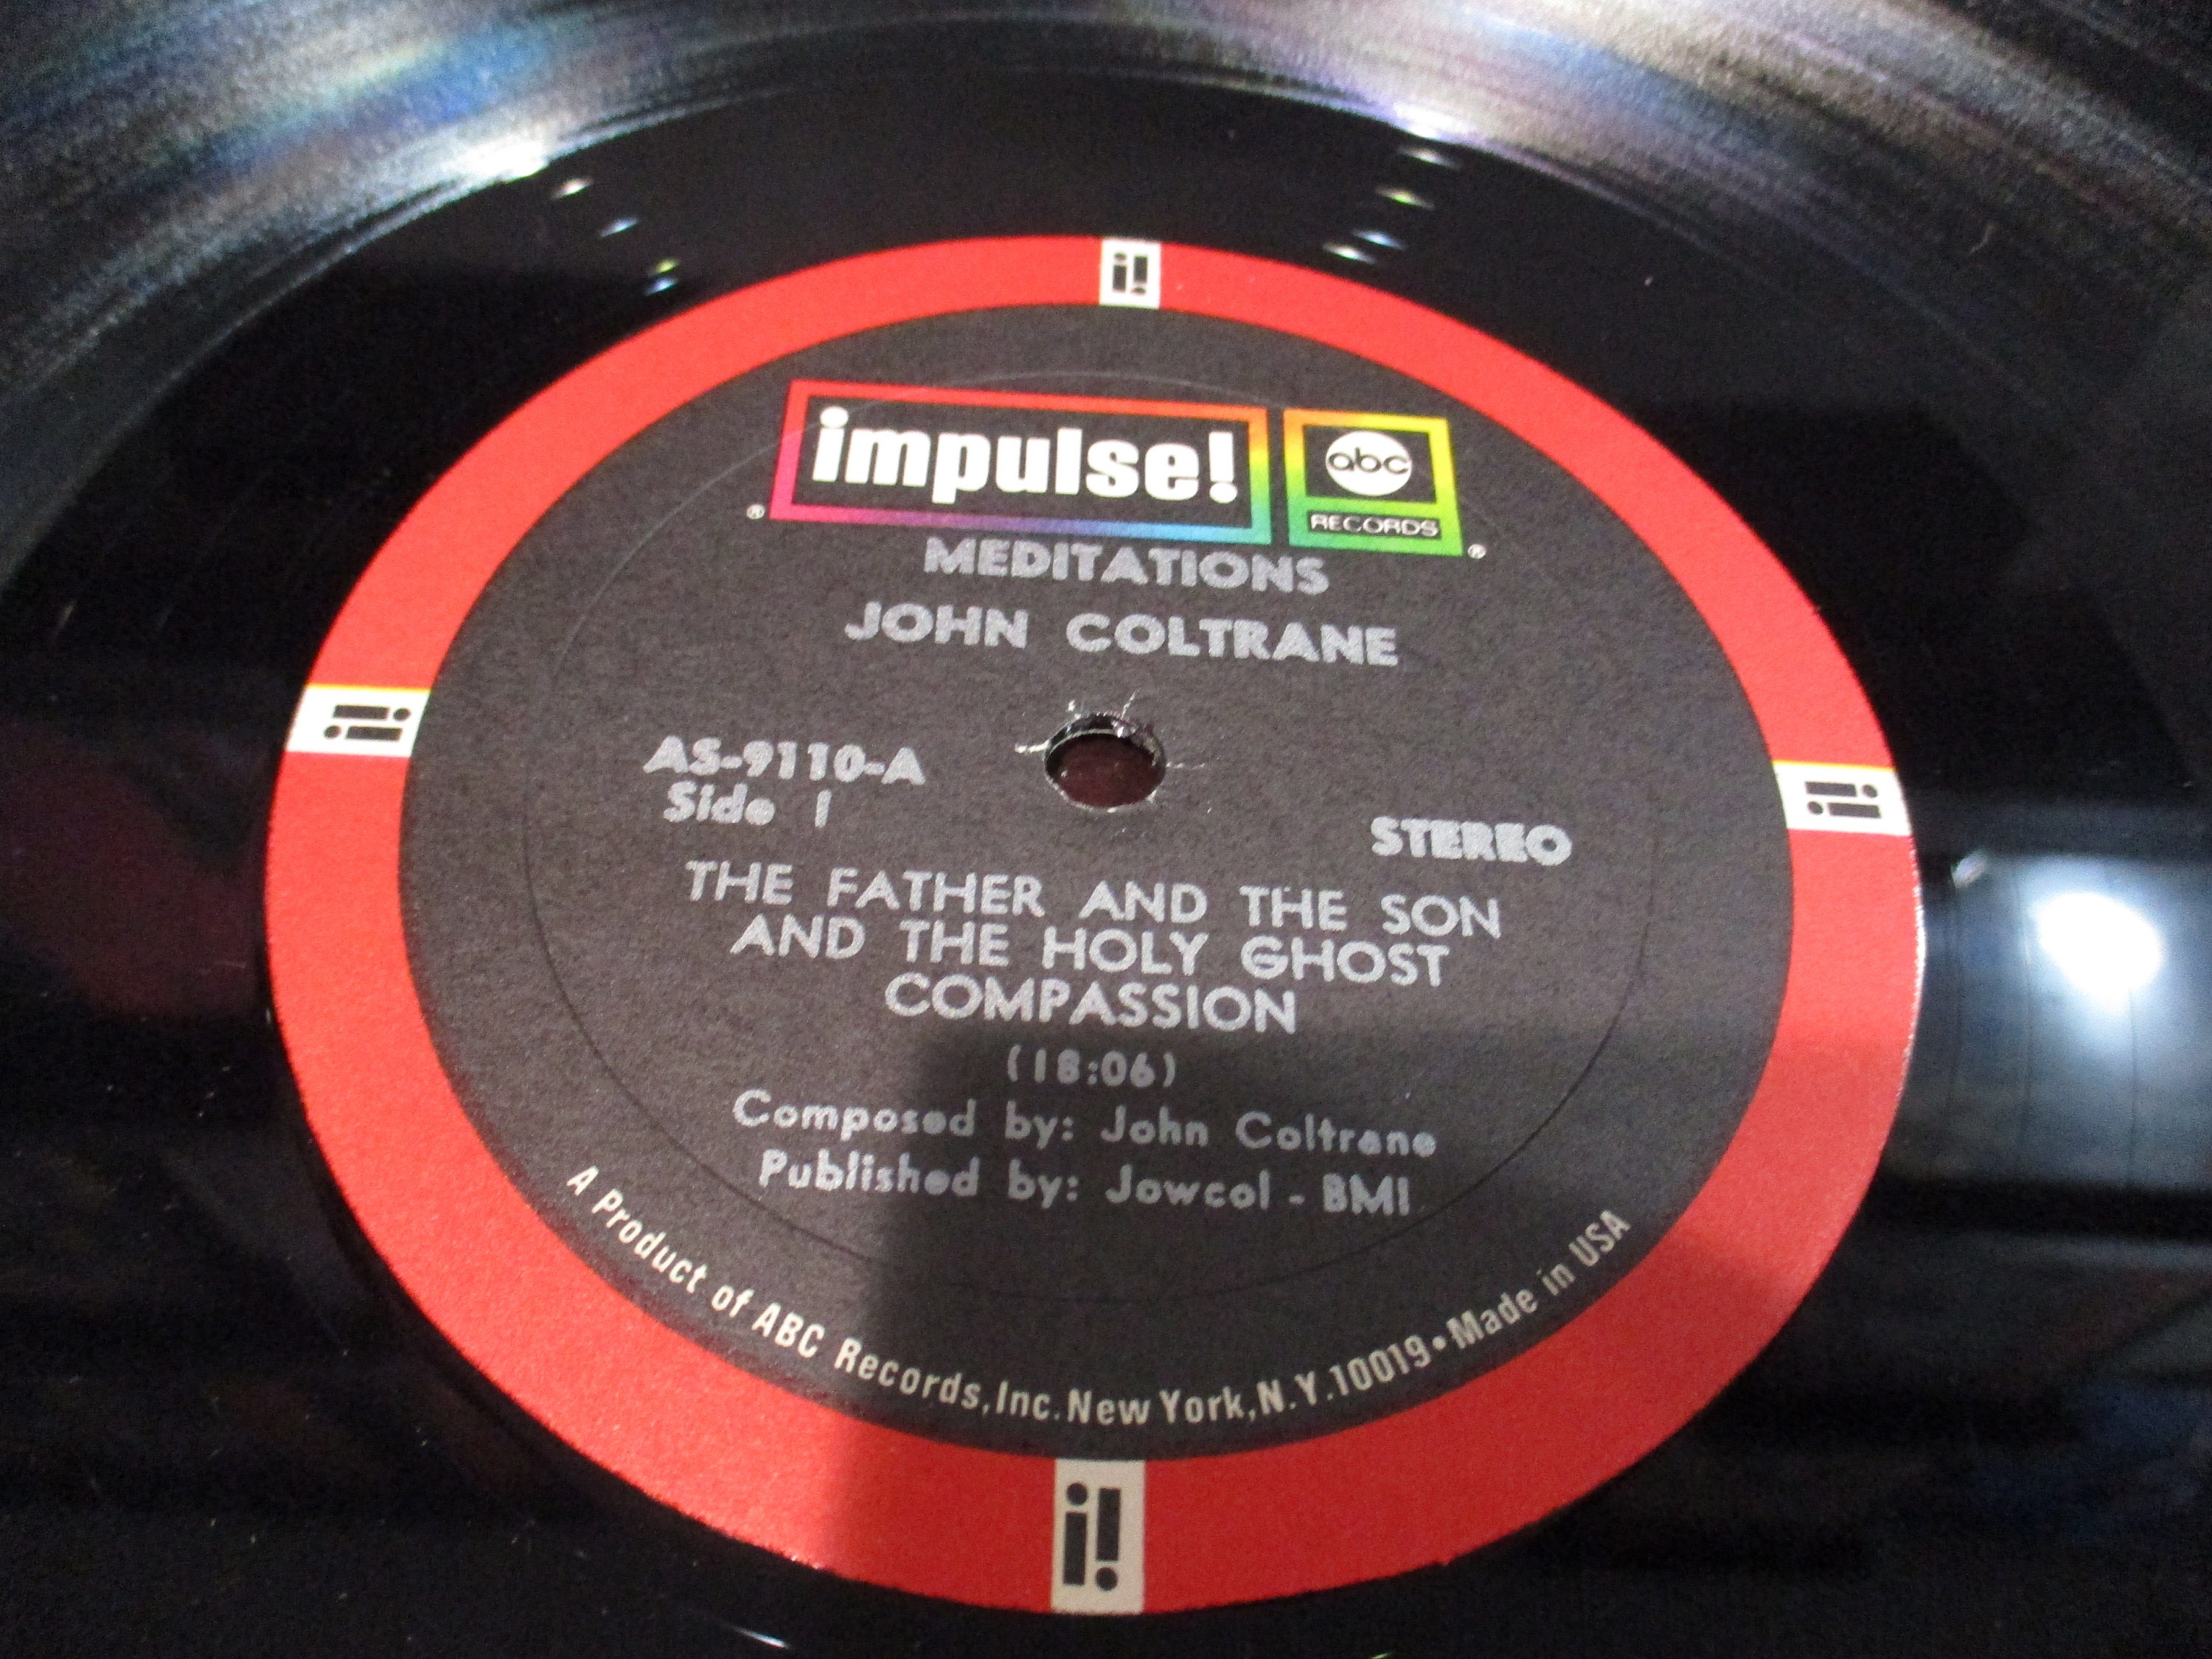 i!
impulse! abc
RECORDS
® ®
MEDITATIONS
JOHN COLTRANE
i! i!
AS-9110-A
Side 1
STEREO
THE FATHER AND THE SON
AND THE HOLY GHOST
COMPASSION
(18:06)
Composed by: John Coltrane
Published by: Jowcol - BMI
A Product of ABC Records, Inc. New York, N.Y. 10019 • Made in USA
i!